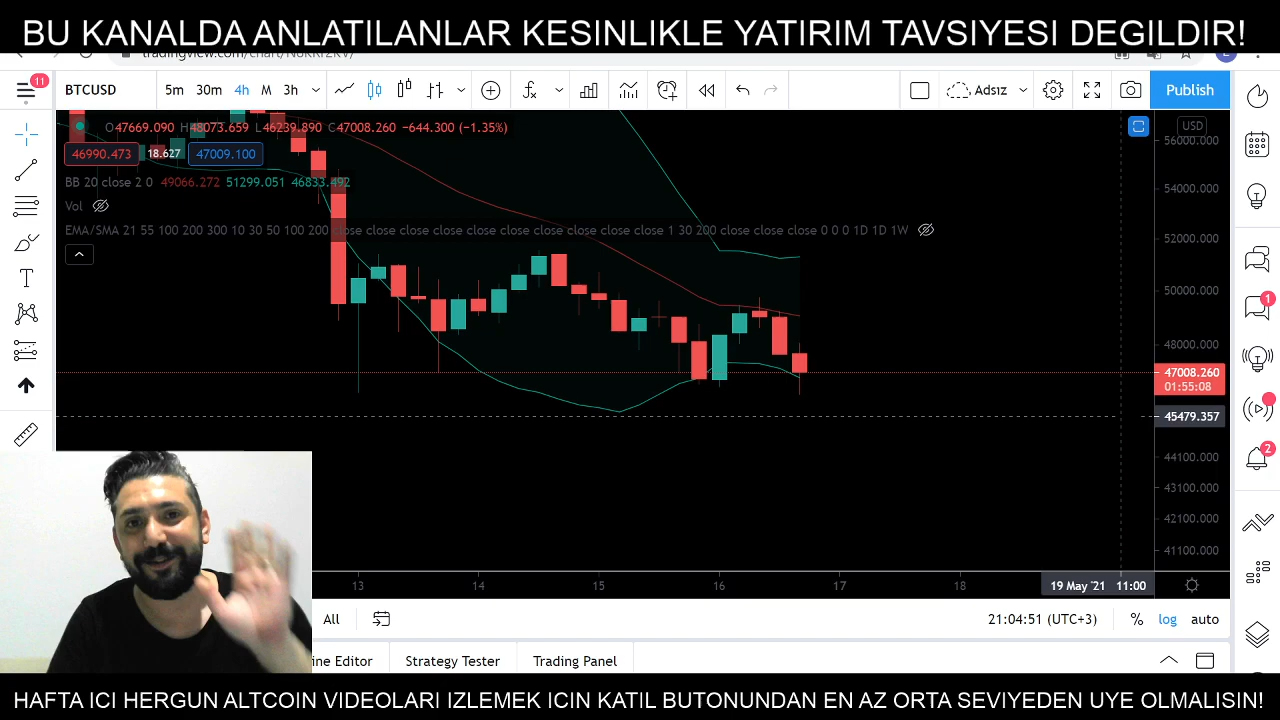 BU KANALDA ANLATILANLAR KESINLIKLE YATIRIM TAVSIYESI DEGILDIR!
11
BTCUSD 5m 30m 4h M 3h Adsız Publish
O47669.090 H48073.659 L46239.890 C47008.260 −644.300 (−1.35%)
USD
56000.000
46990.473 18.627 47009.100
BB 20 close 2 0 49066.272 51299.051 46833.492
54000.000
Vol
EMA/SMA 21 55 100 200 300 10 30 50 100 200 close close close close close close close close close close 1 30 200 close close close 0 0 0 1D 1D 1W
52000.000
50000.000
1
48000.000
47008.260
01:55:08
45479.357
44100.000
2
43100.000
42100.000
41100.000
13 14 15 16 17 18 19 May '21 11:00
All 21:04:51 (UTC+3) % log auto
ine Editor Strategy Tester Trading Panel
HAFTA ICI HERGUN ALTCOIN VIDEOLARI IZLEMEK ICIN KATIL BUTONUNDAN EN AZ ORTA SEVIYEDEN UYE OLMALISIN!